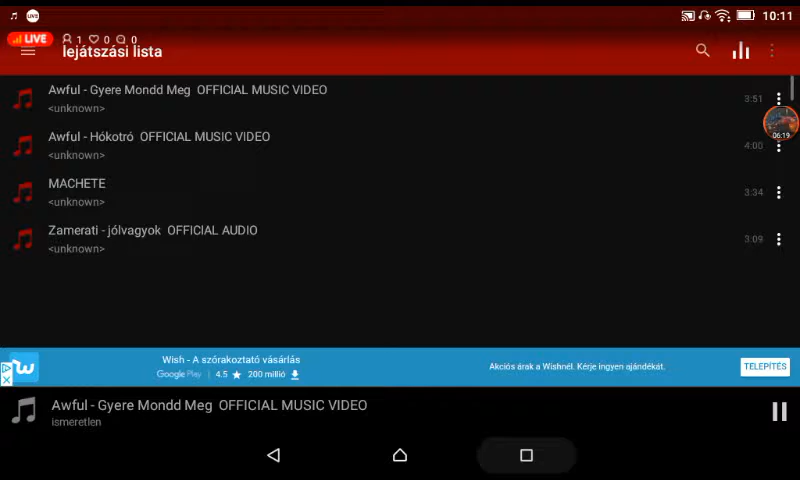 LIVE 10:11
LIVE 1 0 0
lejátszási lista
Awful - Gyere Mondd Meg OFFICIAL MUSIC VIDEO
<unknown> 3:51
06:19
Awful - Hókotró OFFICIAL MUSIC VIDEO
<unknown> 4:00
MACHETE
<unknown> 3:34
Zamerati - jólvagyok OFFICIAL AUDIO
<unknown> 3:09
Wish - A szórakoztató vásárlás
Google Play | 4.5 ★ 200 millió
Akciós árak a Wishnél. Kérje ingyen ajándékát.
TELEPÍTÉS
Awful - Gyere Mondd Meg OFFICIAL MUSIC VIDEO
ismeretlen